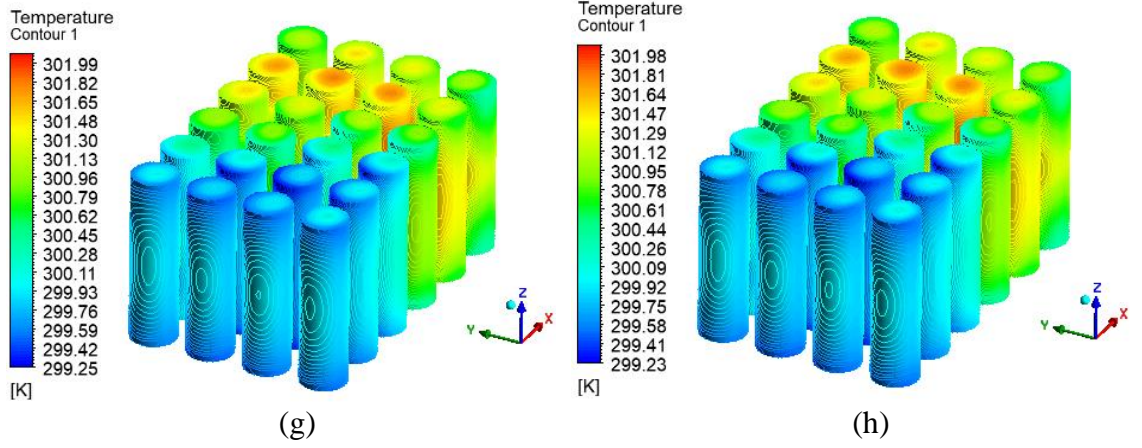 Temperature
Contour 1
301.99
301.82
301.65
301.48
301.30
301.13
300.96
300.79
300.62
300.45
300.28
300.11
299.93
299.76
299.59
299.42
299.25
[K]
Z
Y
X
(g)
Temperature
Contour 1
301.98
301.81
301.64
301.47
301.29
301.12
300.95
300.78
300.61
300.44
300.26
300.09
299.92
299.75
299.58
299.41
299.23
[K]
Z
Y
X
(h)